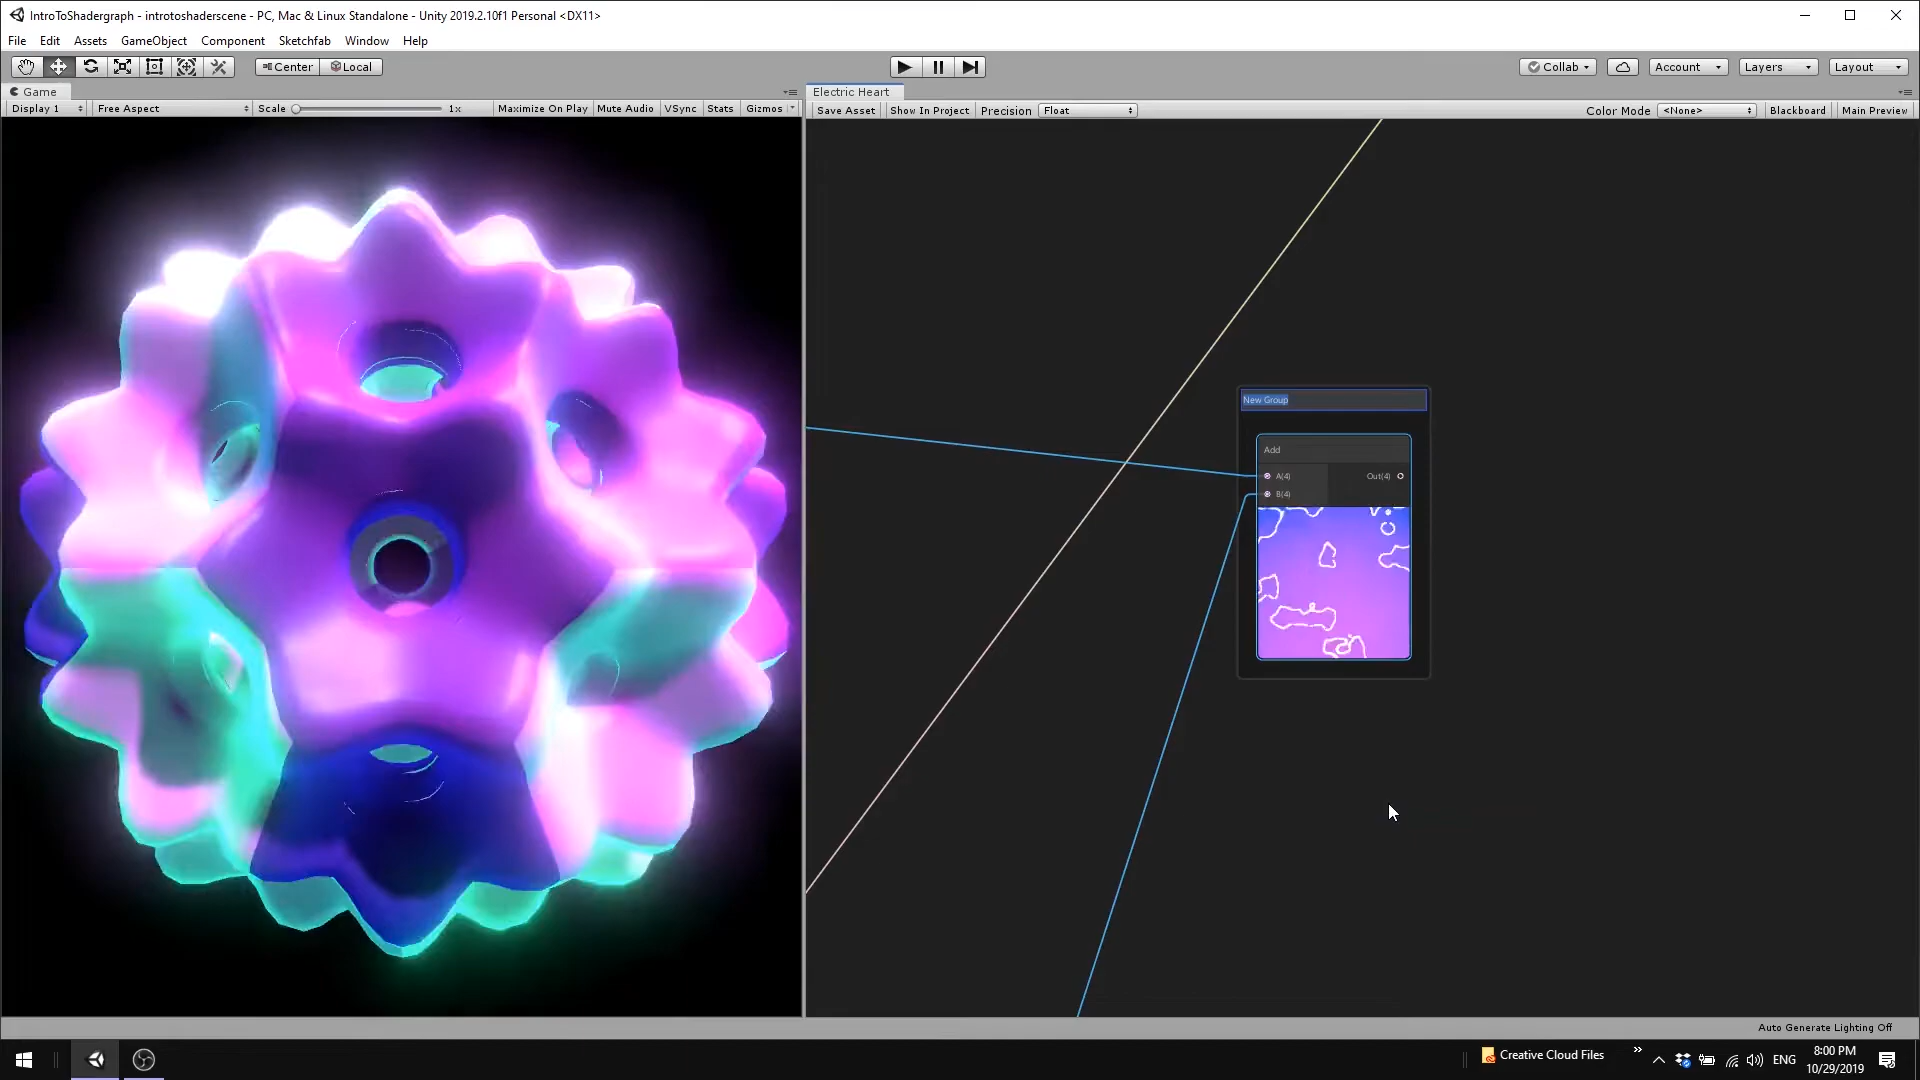 IntroToShadergraph - introtoshaderscene - PC, Mac & Linux Standalone - Unity 2019.2.10f1 Personal <DX11>
File Edit Assets GameObject Component Sketchfab Window Help
Center Local Collab Account Layers Layout
Game Electric Heart
Display 1 Free Aspect Scale 1x Maximize On Play Mute Audio VSync Stats Gizmos Save Asset Show In Project Precision Float Color Mode <None> Blackboard Main Preview
New Group
Add
A(4) Out(4)
B(4)
Auto Generate Lighting Off
Creative Cloud Files ENG 8:00 PM
10/29/2019